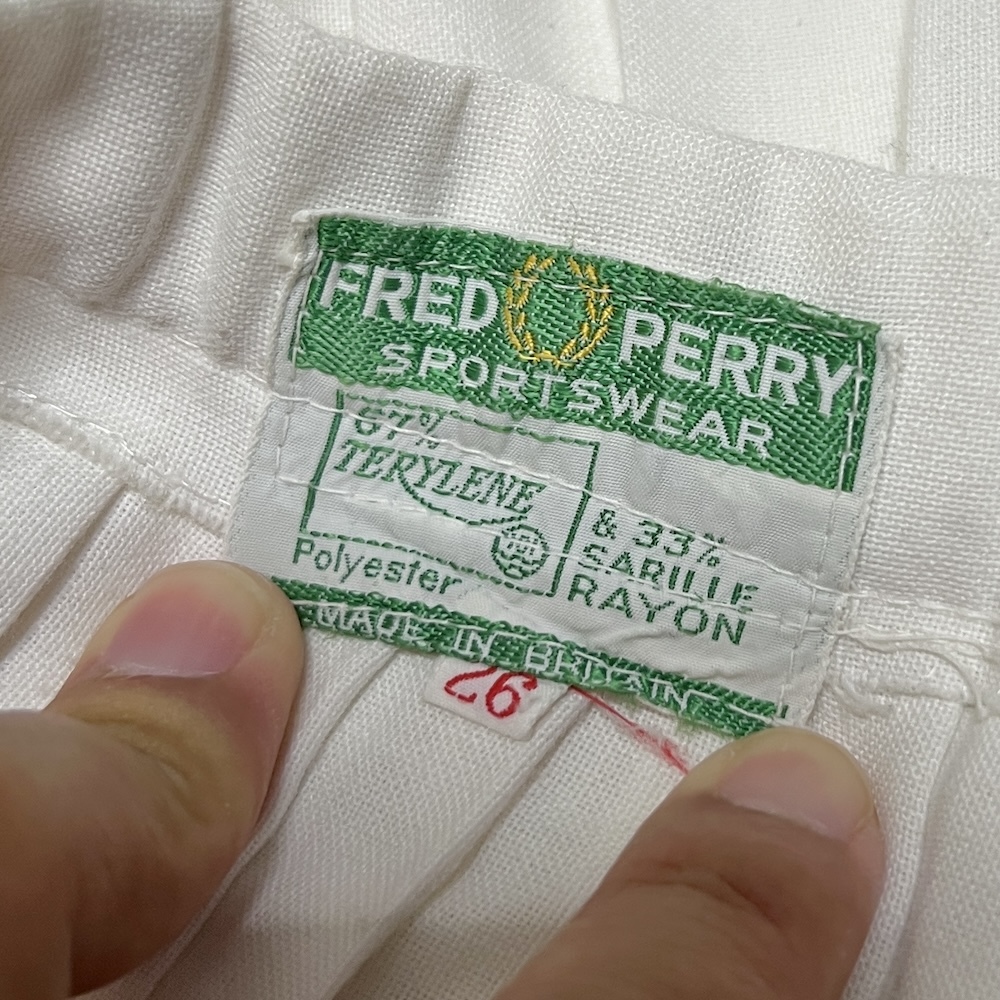 FRED PERRY
SPORTSWEAR
67%
TERYLENE
Polyester
& 33%
SARILLE
RAYON
MADE IN BRITAIN
26